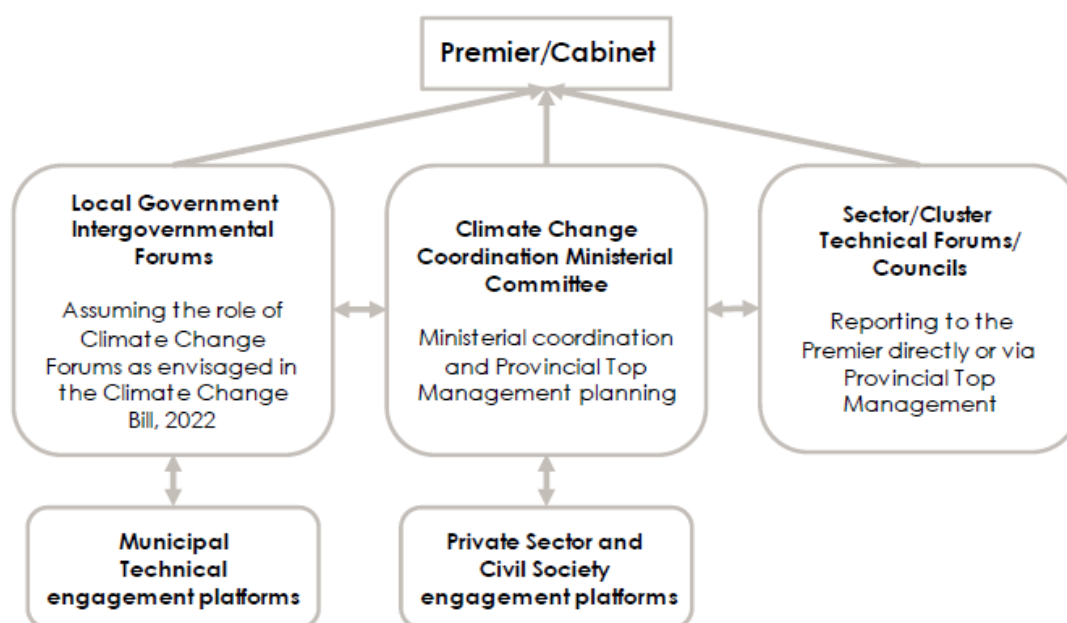 Premier/Cabinet
Local Government
Intergovernmental
Forums
Assuming the role of
Climate Change
Forums as envisaged in
the Climate Change
Bill, 2022
Climate Change
Coordination Ministerial
Committee
Ministerial coordination
and Provincial Top
Management planning
Sector/Cluster
Technical Forums/
Councils
Reporting to the
Premier directly or via
Provincial Top
Management
Municipal
Technical
engagement platforms
Private Sector and
Civil Society
engagement platforms